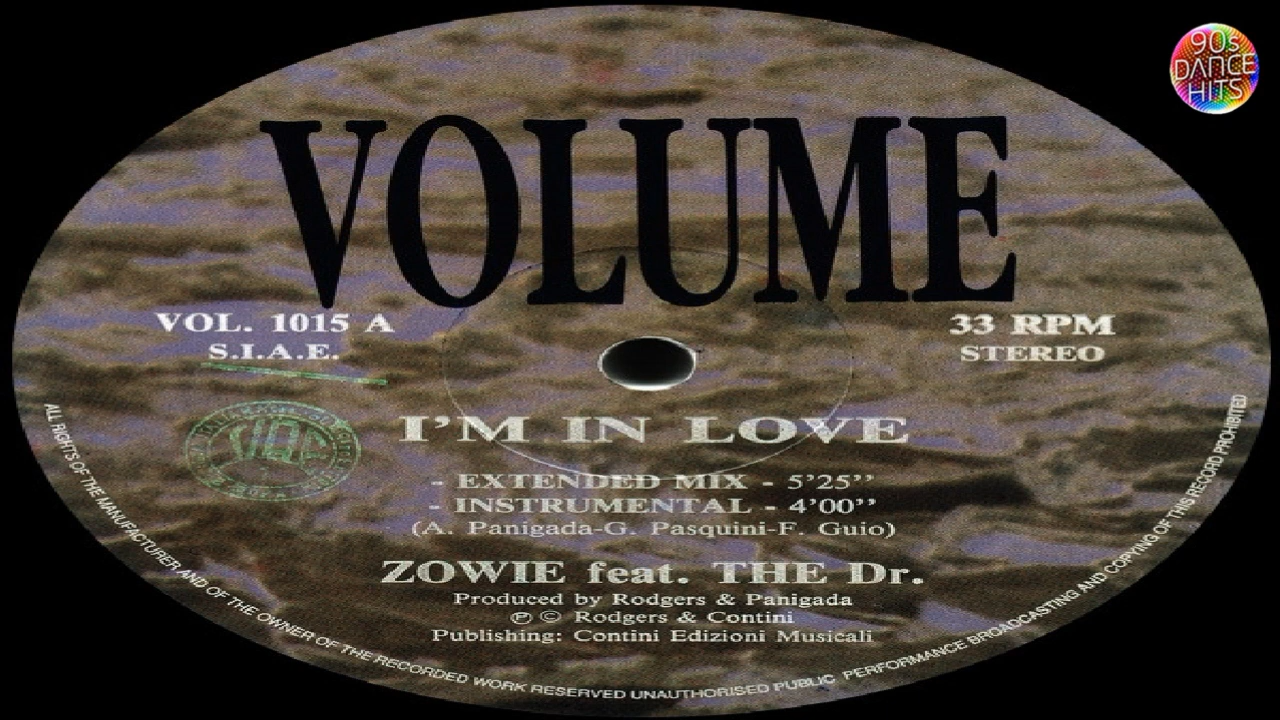 90s
DANCE
HITS
VOLUME
VOL. 1015 A
33 RPM
S.I.A.E.
STEREO
I'M IN LOVE
- EXTENDED MIX - 5'25''
- INSTRUMENTAL - 4'00''
(A. Panigada-G. Pasquini-F. Guio)
ZOWIE feat. THE Dr.
Produced by Rodgers & Panigada
℗ © Rodgers & Contini
Publishing: Contini Edizioni Musicali
ALL RIGHTS OF THE MANUFACTURER AND OF THE OWNER OF THE RECORDED WORK RESERVED UNAUTHORISED PUBLIC PERFORMANCE BROADCASTING AND COPYING OF THIS RECORD PROHIBITED